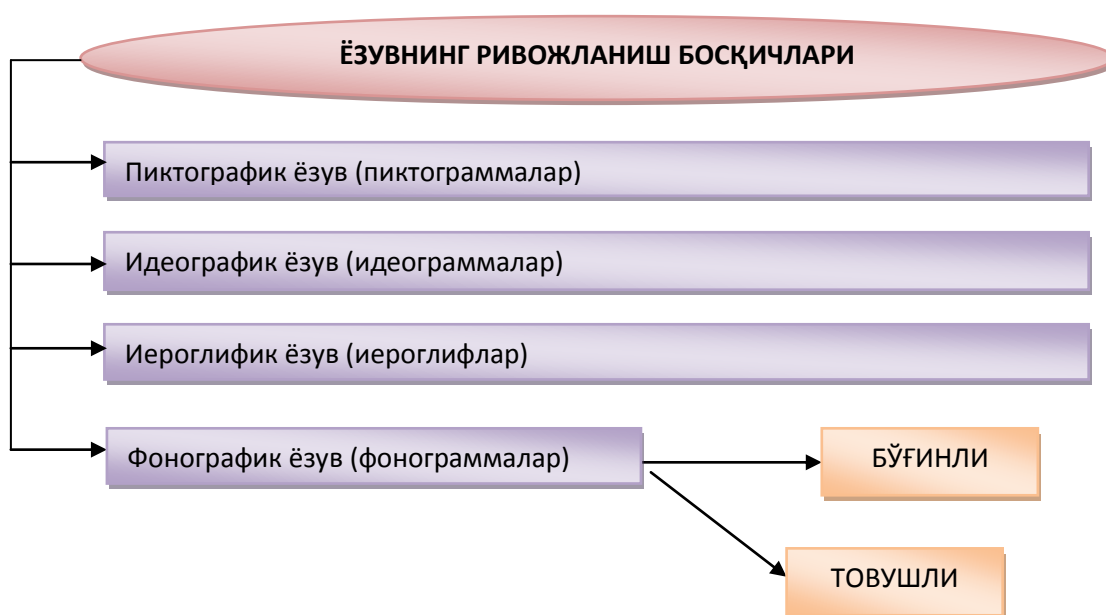 ЁЗУВНИНГ РИВОЖЛАНИШ БОСҚИЧЛАРИ
Пиктографик ёзув (пиктограммалар)
Идеографик ёзув (идеограммалар)
Иероглифик ёзув (иероглифлар)
Фонографик ёзув (фонограммалар)
БЎҒИНЛИ
ТОВУШЛИ